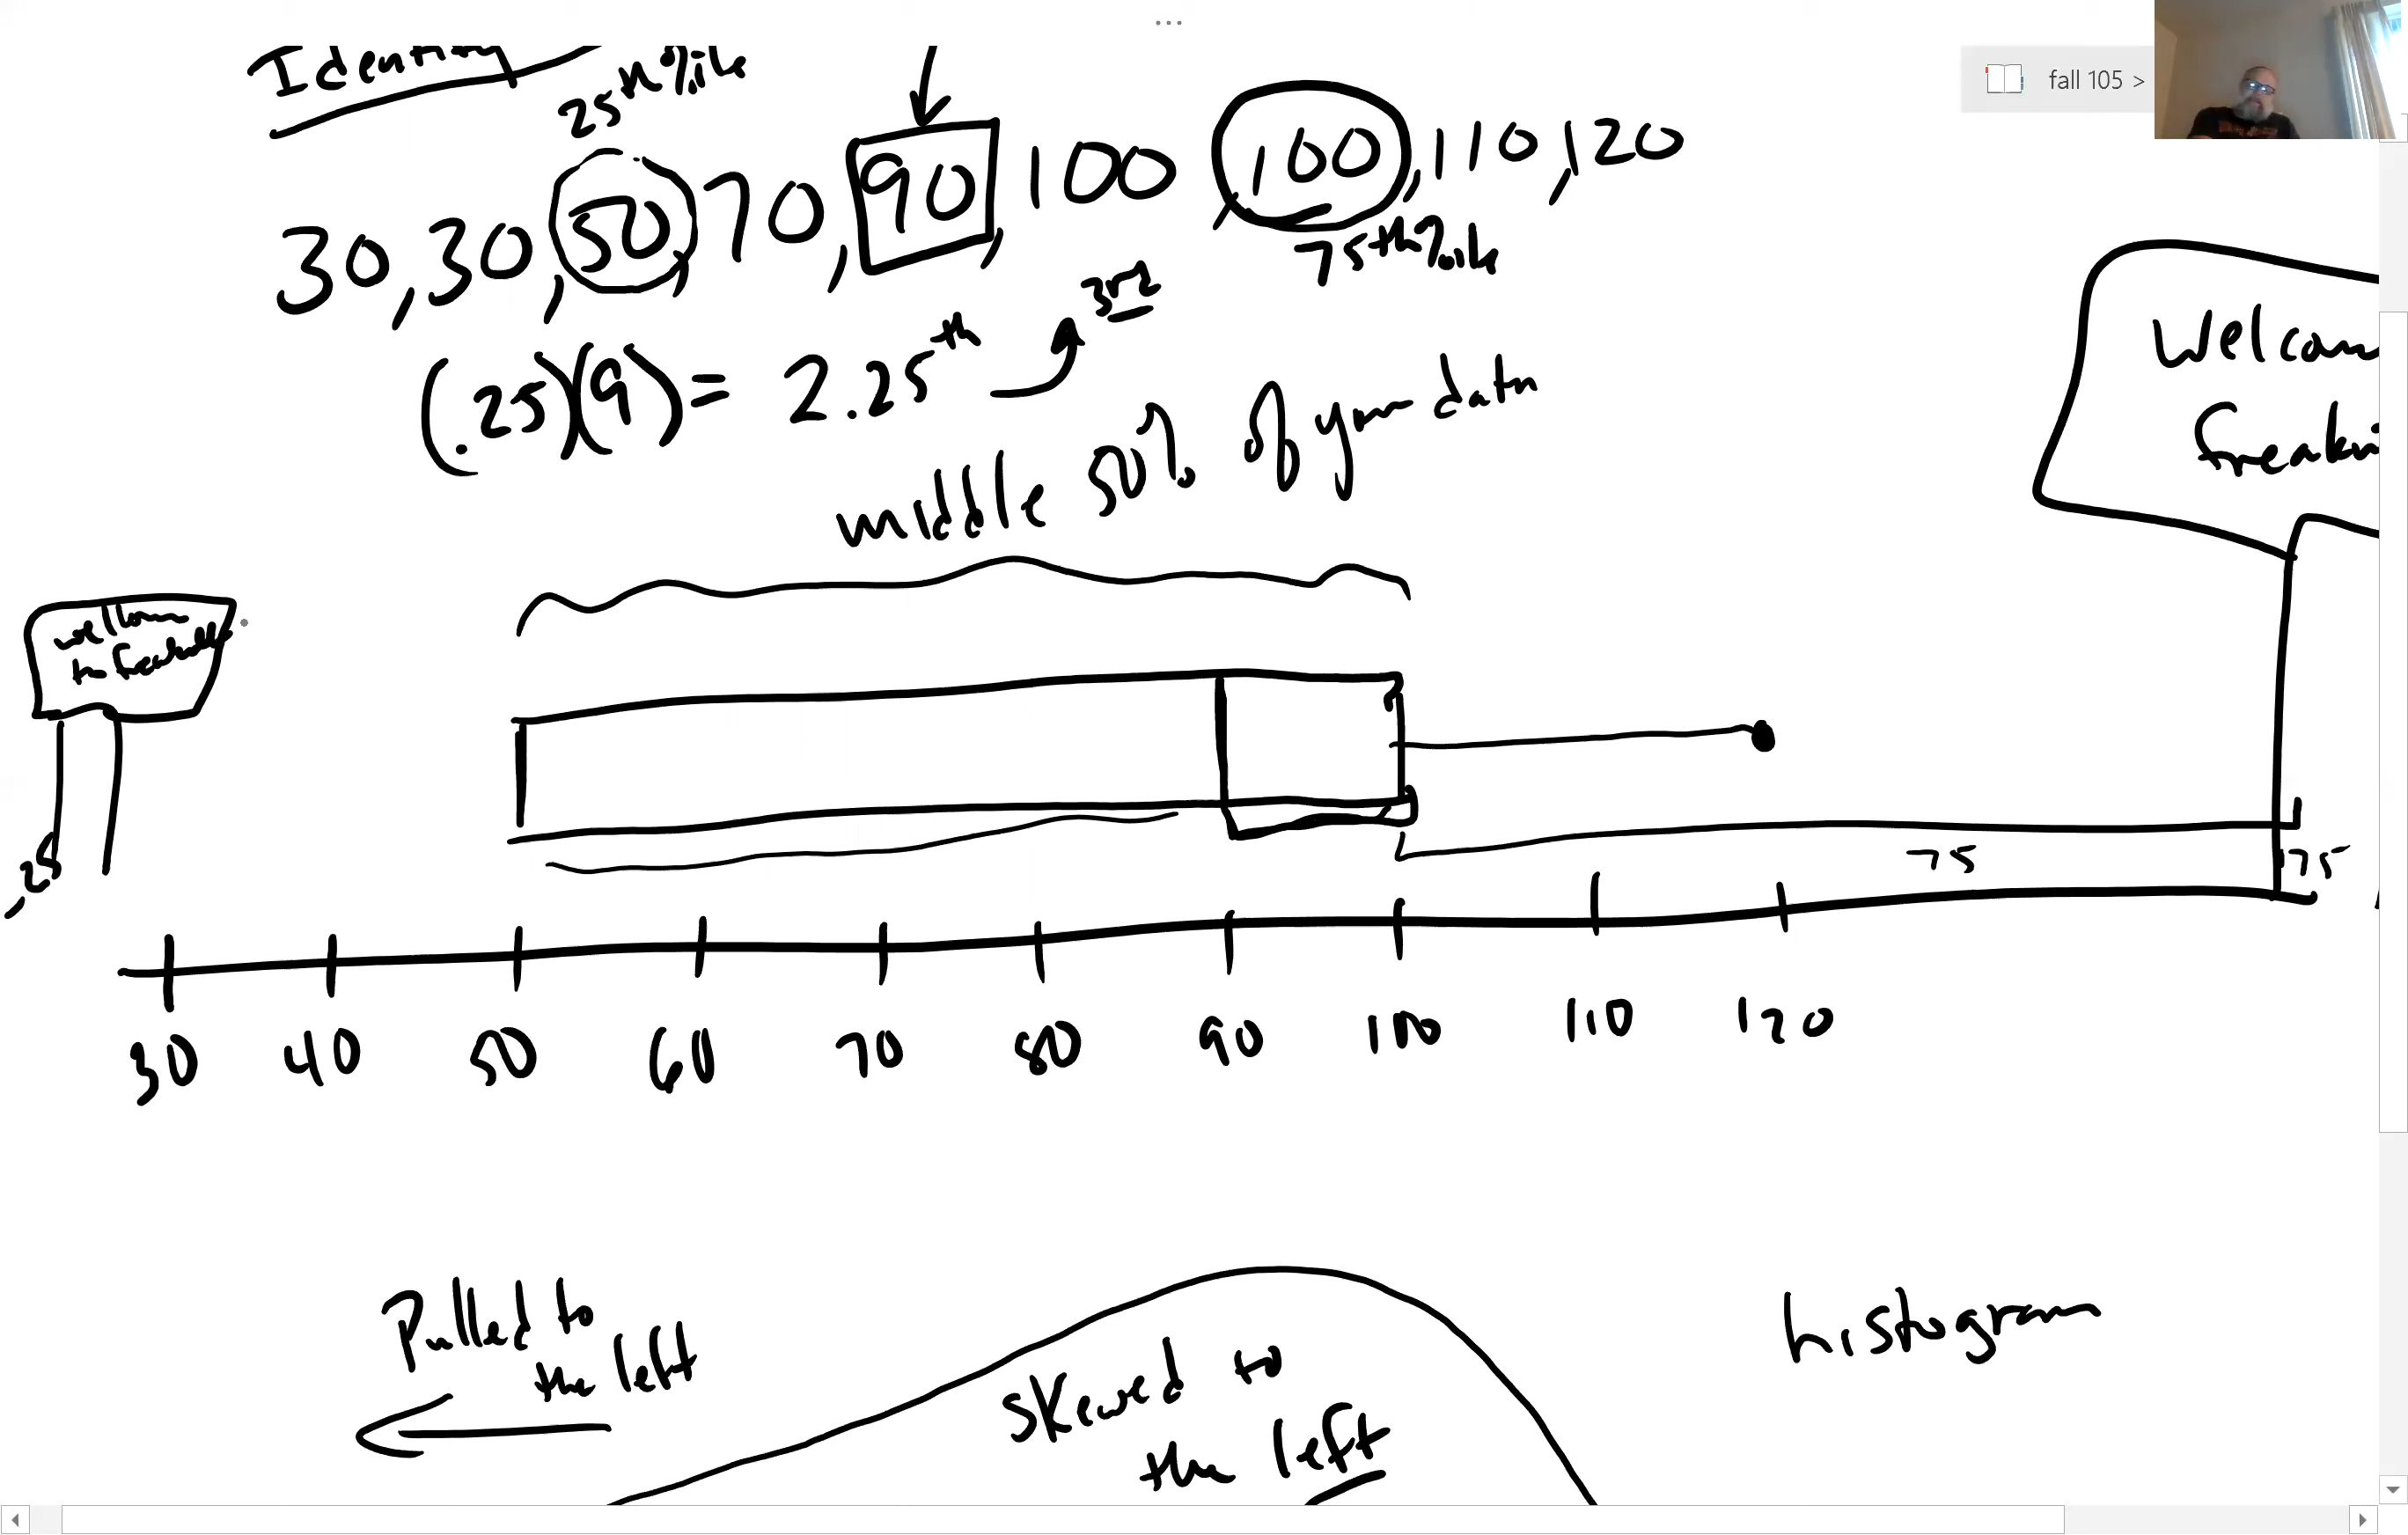 fall 105 >
Identify
25th %ile
30, 30, 50, 70, 90, 100, 100, 110, 120
75th %ile
(.25)(9) = 2.25th 3rd
middle 50% of your data
Welcom
freaki
welcome
to freakville
-25
75 175
30 40 50 60 70 80 90 100 110 120
Pulled to
the left
skewed to
the left
histogram